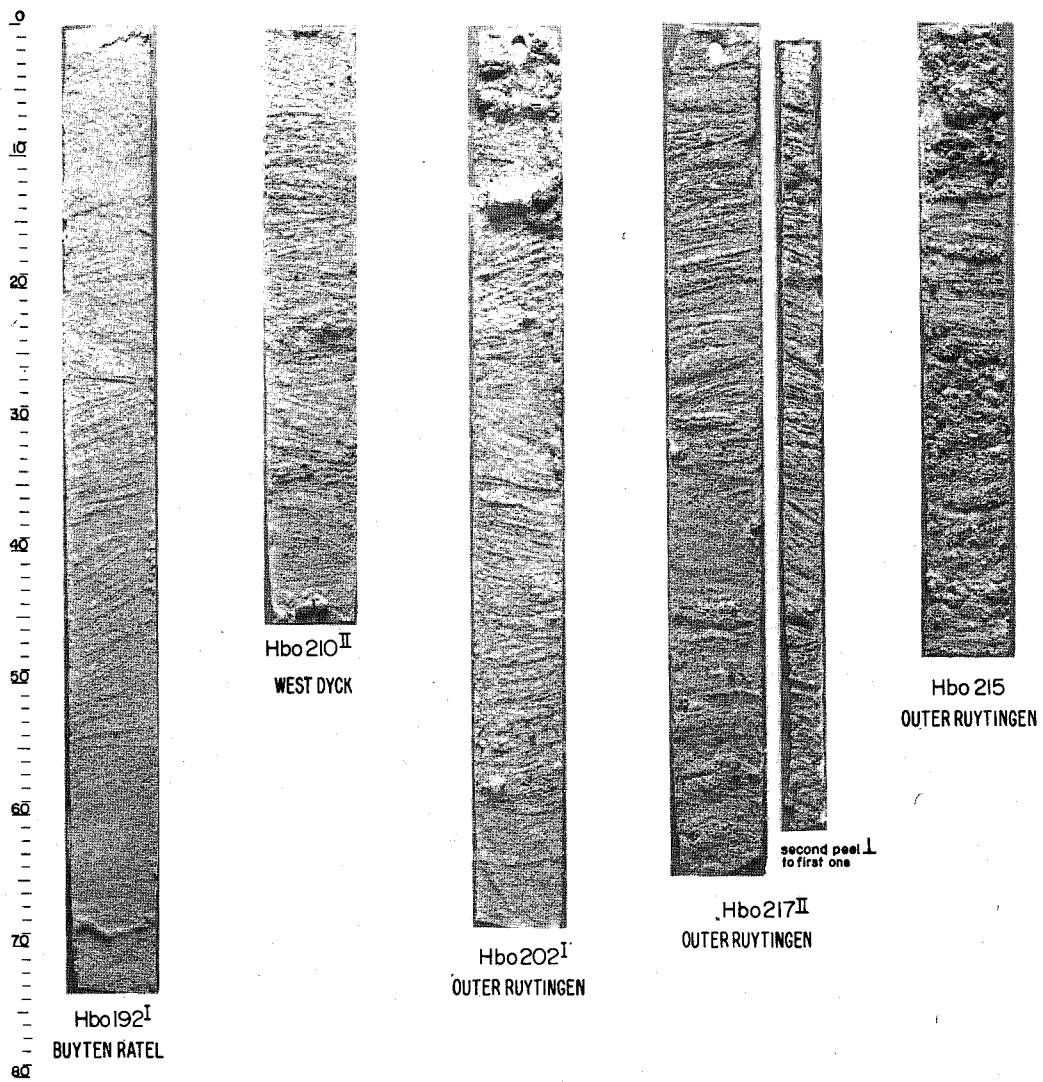 0
10
20
30
40
50
60
70
80
Hbo192I
BUYTEN RATEL
Hbo210II
WEST DYCK
Hbo202I
OUTER RUYTINGEN
second peel ⊥
to first one
Hbo217II
OUTER RUYTINGEN
Hbo 215
OUTER RUYTINGEN